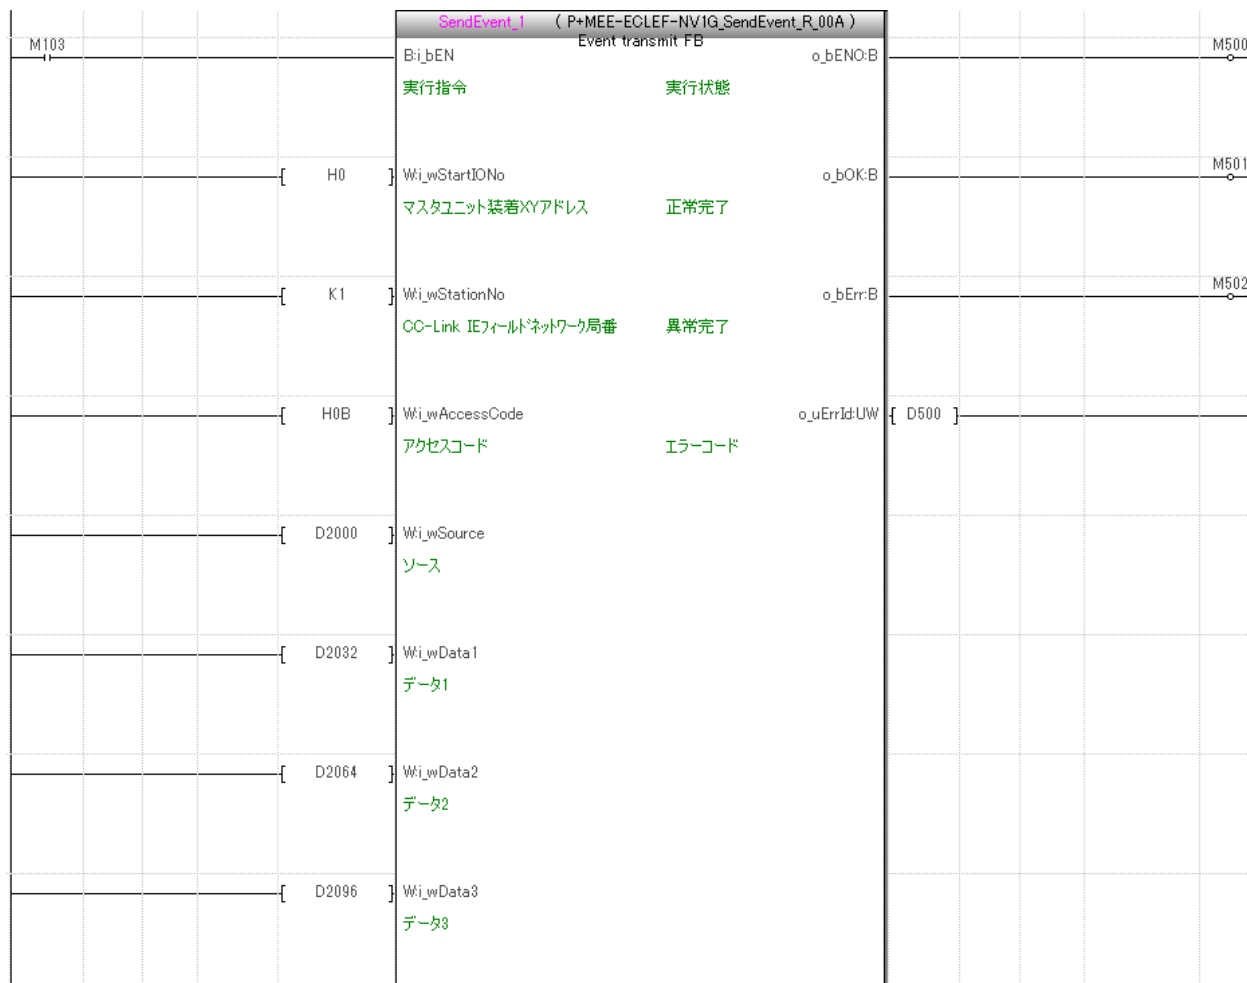 SendEvent_1 ( P+MEE-ECLEF-NV1G_SendEvent_R_00A )
Event transmit FB
M103
B:i_bEN
o_bENO:B
M500
実行指令
実行状態
[ H0 ]
W:i_wStartIONo
o_bOK:B
M501
マスタユニット装着XYアドレス
正常完了
[ K1 ]
W:i_wStationNo
o_bErr:B
M502
CC-Link IEフィールドネットワーク局番
異常完了
[ H0B ]
W:i_wAccessCode
o_uErrId:UW
[ D500 ]
アクセスコード
エラーコード
[ D2000 ]
W:i_wSource
ソース
[ D2032 ]
W:i_wData1
データ1
[ D2064 ]
W:i_wData2
データ2
[ D2096 ]
W:i_wData3
データ3